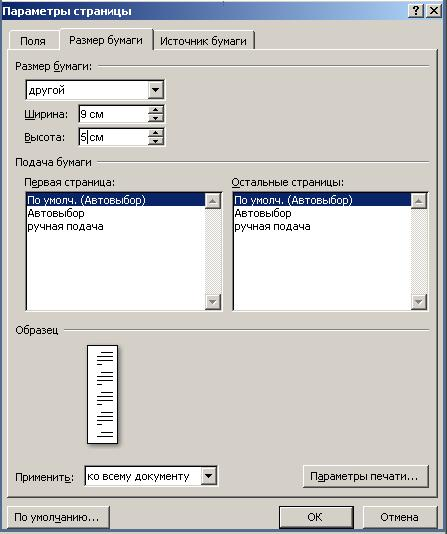 Параметры страницы
Поля Размер бумаги Источник бумаги
Размер бумаги:
другой
Ширина: 9 см
Высота: 5 см
Подача бумаги
Первая страница: Остальные страницы:
По умолч. (Автовыбор) По умолч. (Автовыбор)
Автовыбор Автовыбор
ручная подача ручная подача
Образец
Применить: ко всему документу Параметры печати...
По умолчанию... OK Отмена